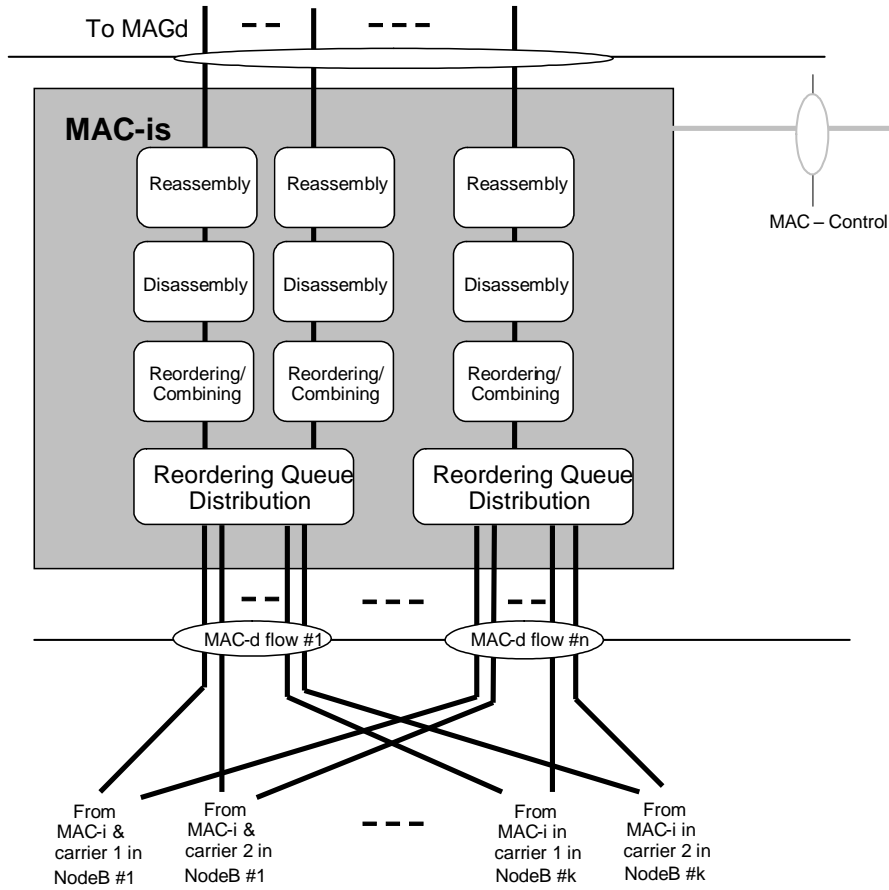 To MAGd
MAC-is
Reassembly
Reassembly
Reassembly
MAC – Control
Disassembly
Disassembly
Disassembly
Reordering/
Combining
Reordering/
Combining
Reordering/
Combining
Reordering Queue
Distribution
Reordering Queue
Distribution
MAC-d flow #1
MAC-d flow #n
From
MAC-i &
carrier 1 in
NodeB #1
From
MAC-i &
carrier 2 in
NodeB #1
From
MAC-i in
carrier 1 in
NodeB #k
From
MAC-i in
carrier 2 in
NodeB #k